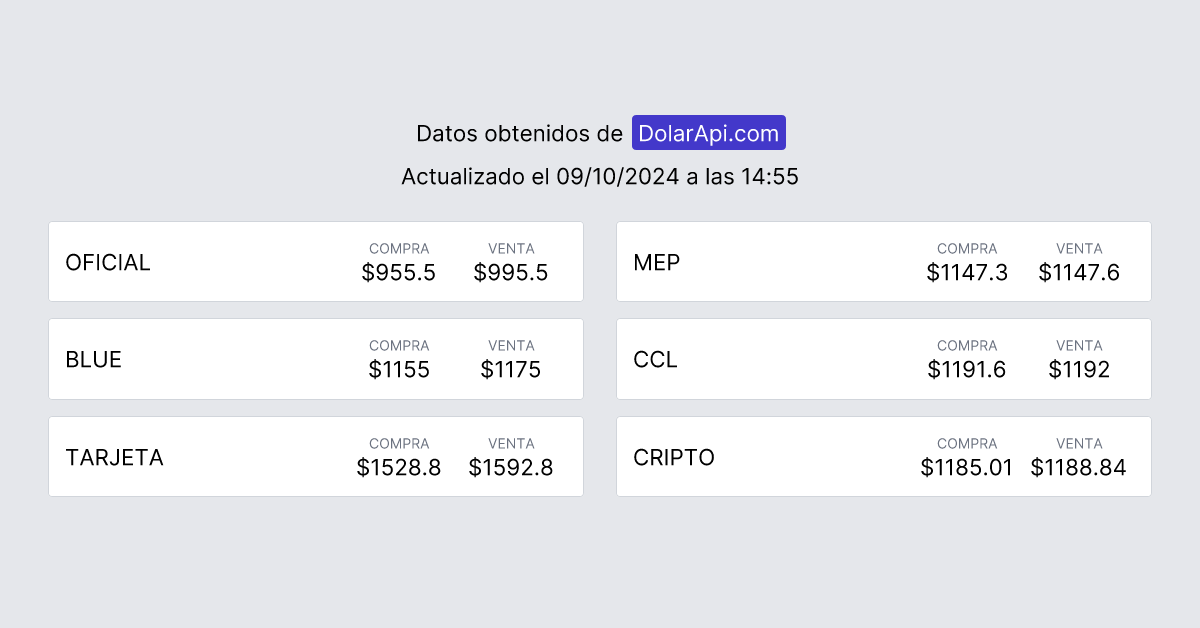 Datos obtenidos de DolarApi.com
Actualizado el 09/10/2024 a las 14:55
OFICIAL
COMPRA VENTA
$955.5 $995.5
MEP
COMPRA VENTA
$1147.3 $1147.6
BLUE
COMPRA VENTA
$1155 $1175
CCL
COMPRA VENTA
$1191.6 $1192
TARJETA
COMPRA VENTA
$1528.8 $1592.8
CRIPTO
COMPRA VENTA
$1185.01 $1188.84